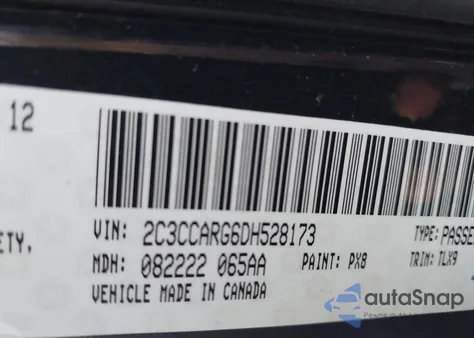 12
ETY,
VIN: 2C3CCARG6DH528173
TYPE: PASSE
MDH: 082222 065AA
PAINT: PX8
TRIM: TLX9
VEHICLE MADE IN CANADA
autoSnap